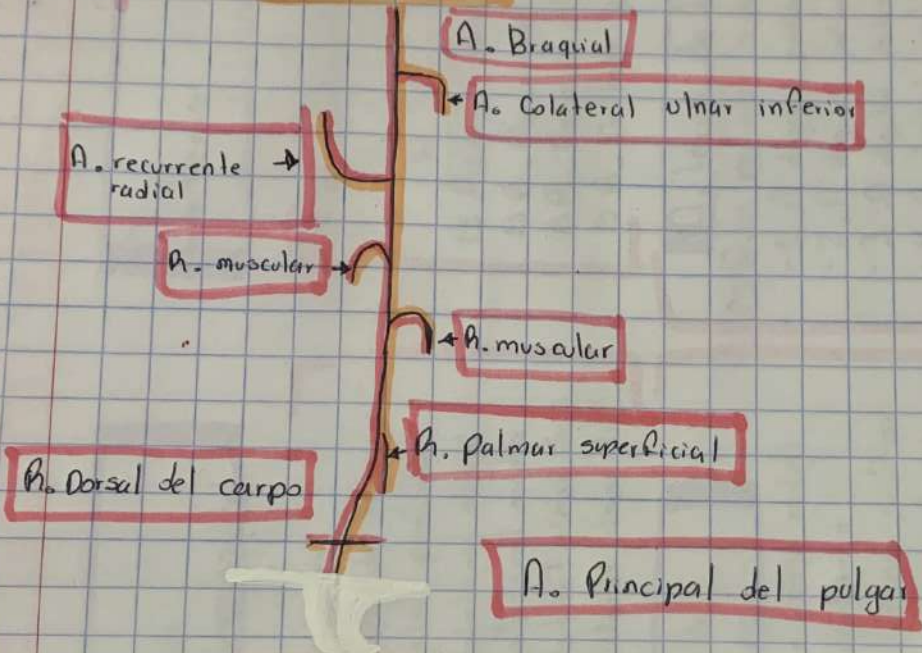 A. Braquial
A. Colateral ulnar inferior
A. recurrente
radial
R. muscular
R. muscular
R. Palmar superficial
R. Dorsal del carpo
A. Principal del pulgar